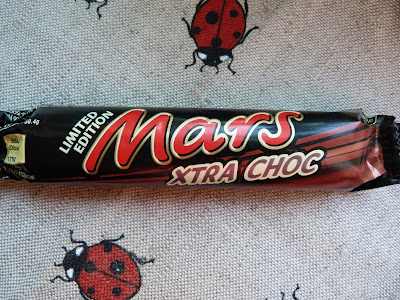 LIMITED
EDITION
Mars
XTRA CHOC